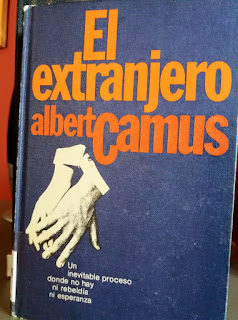 El
extranjero
albert Camus
Un
inevitable proceso
donde no hay
ni rebeldía
ni esperanza